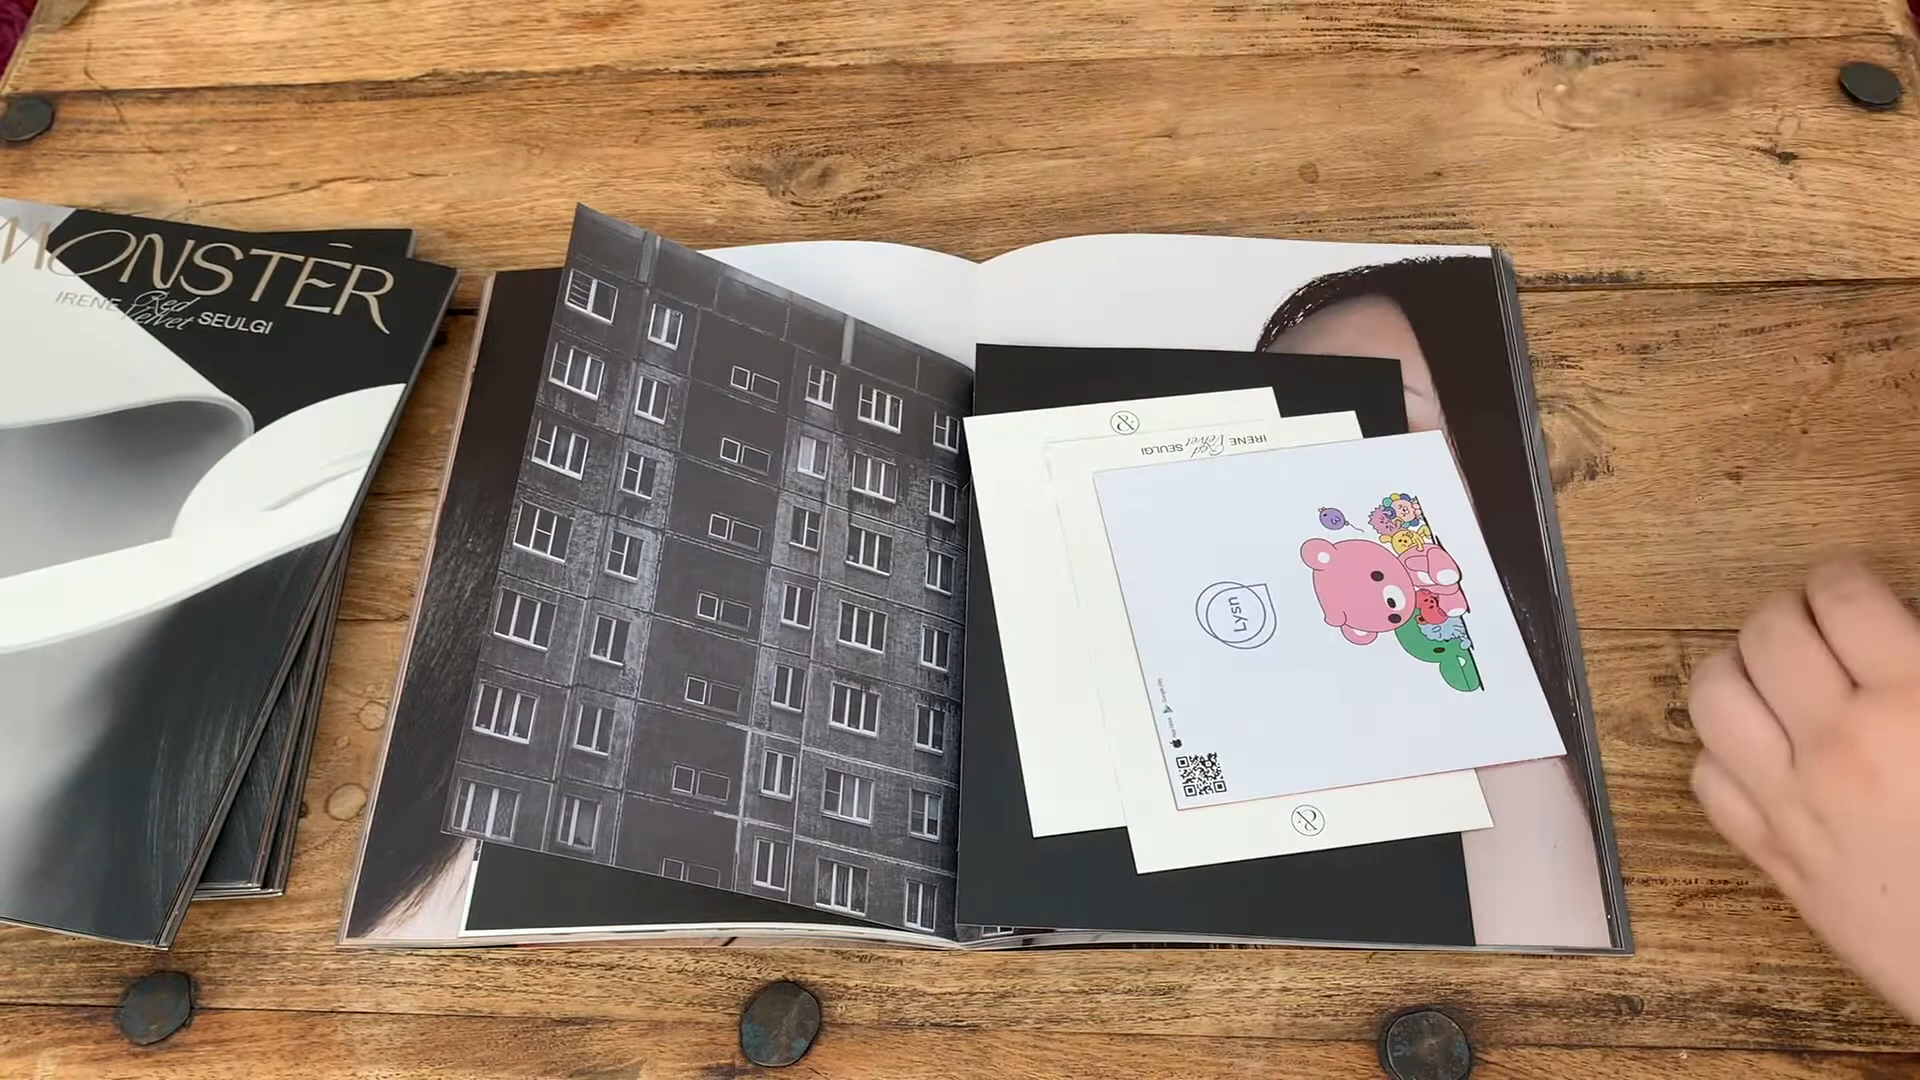 MONSTER
IRENE Red Velvet SEULGI
&
IRENE Red Velvet SEULGI
Lysn
&